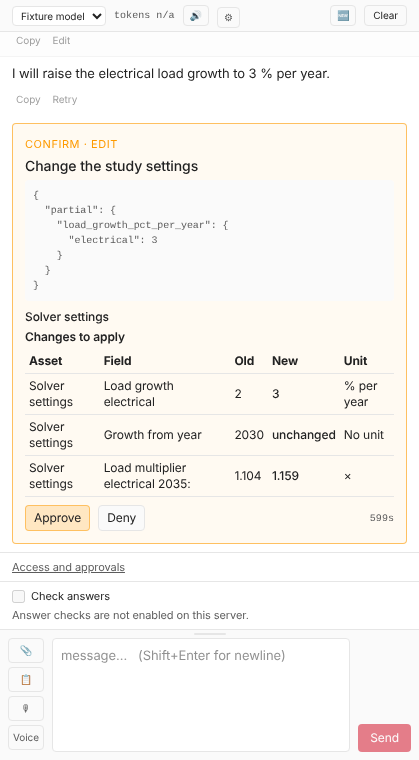 Fixture model
tokens n/a
Clear
Copy Edit
I will raise the electrical load growth to 3 % per year.
Copy Retry
CONFIRM · EDIT
Change the study settings
{
"partial": {
"load_growth_pct_per_year": {
"electrical": 3
}
}
}
Solver settings
Changes to apply
Asset Field Old New Unit
Solver settings Load growth electrical 2 3 % per year
Solver settings Growth from year 2030 unchanged No unit
Solver settings Load multiplier electrical 2035: 1.104 1.159 ×
Approve Deny 599s
Access and approvals
Check answers
Answer checks are not enabled on this server.
message... (Shift+Enter for newline)
Voice
Send